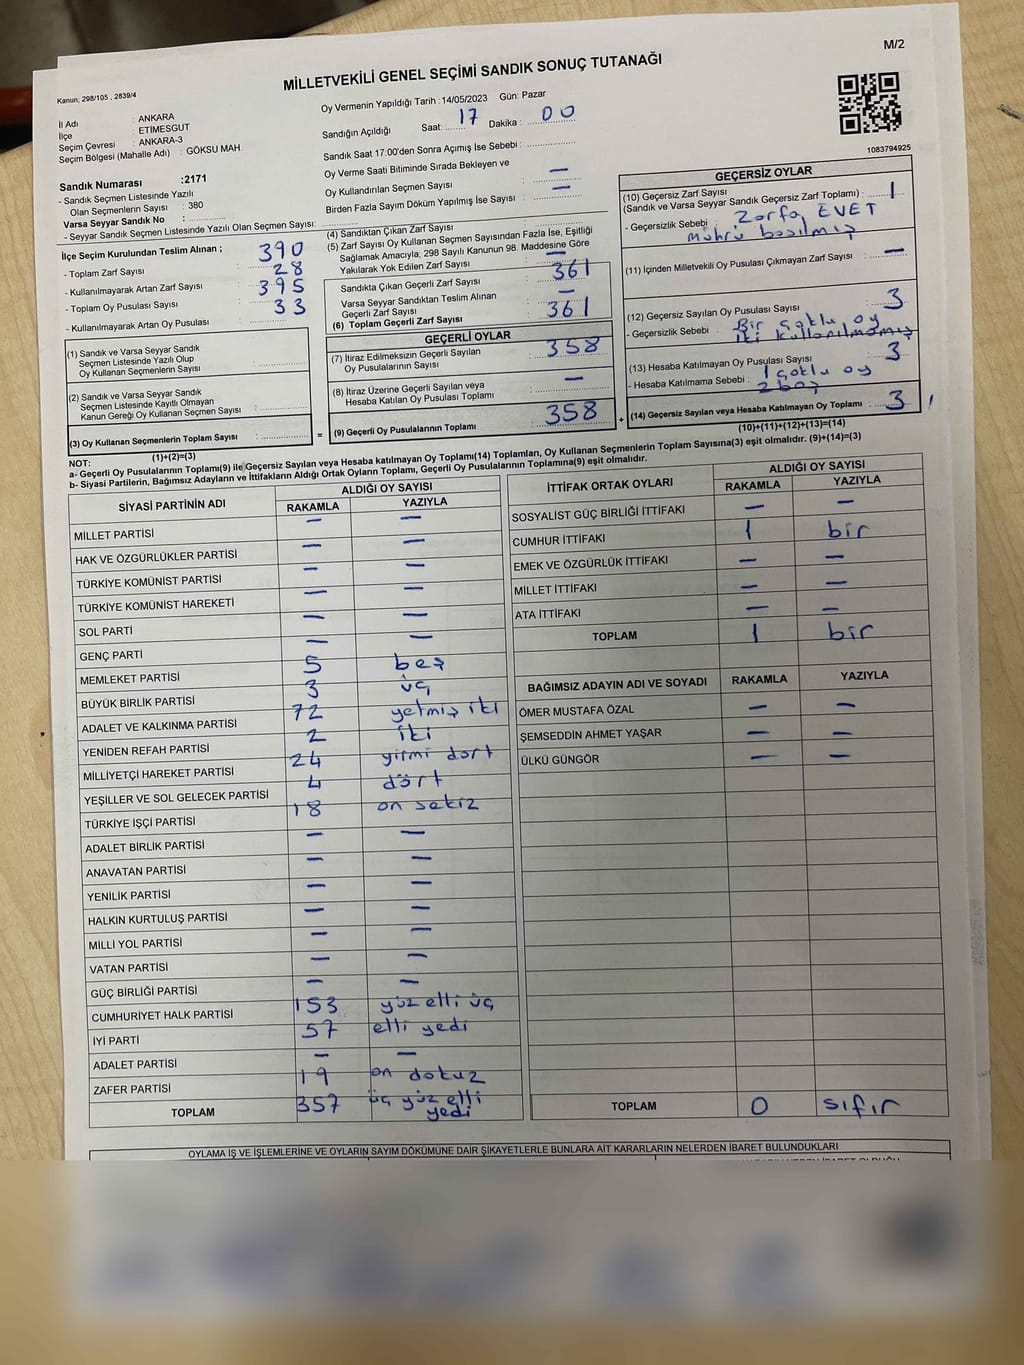 M/2
MİLLETVEKİLİ GENEL SEÇİMİ SANDIK SONUÇ TUTANAĞI
Kanun, 298/105 , 2839/4
İl Adı : ANKARA
İlçe : ETİMESGUT
Seçim Çevresi : ANKARA-3
Seçim Bölgesi (Mahalle Adı) : GÖKSU MAH
Sandık Numarası :2171
- Sandık Seçmen Listesinde Yazılı
Olan Seçmenlerin Sayısı : 380
Varsa Seyyar Sandık No :
- Seyyar Sandık Seçmen Listesinde Yazılı Olan Seçmen Sayısı:
İlçe Seçim Kurulundan Teslim Alınan ;
- Toplam Zarf Sayısı : 390
- Kullanılmayarak Artan Zarf Sayısı : 28
- Toplam Oy Pusulası Sayısı : 395
- Kullanılmayarak Artan Oy Pusulası : 33
Oy Vermenin Yapıldığı Tarih :14/05/2023 Gün: Pazar
Sandığın Açıldığı Saat: 17 Dakika : 00
Sandık Saat 17:00'den Sonra Açımış İse Sebebi :
Oy Verme Saati Bitiminde Sırada Bekleyen ve
Oy Kullandırılan Seçmen Sayısı : —
Birden Fazla Sayım Döküm Yapılmış İse Sayısı : —
(4) Sandıktan Çıkan Zarf Sayısı :
(5) Zarf Sayısı Oy Kullanan Seçmen Sayısından Fazla İse, Eşitliği
Sağlamak Amacıyla; 298 Sayılı Kanunun 98. Maddesine Göre
Yakılarak Yok Edilen Zarf Sayısı : —
Sandıkta Çıkan Geçerli Zarf Sayısı : 361
Varsa Seyyar Sandıktan Teslim Alınan
Geçerli Zarf Sayısı : —
(6) Toplam Geçerli Zarf Sayısı : 361
1083794925
GEÇERSİZ OYLAR
(10) Geçersiz Zarf Sayısı
(Sandık ve Varsa Seyyar Sandık Geçersiz Zarf Toplamı) : 1
- Geçersizlik Sebebi : Zarfa EVET
Mührü basılmış
(11) İçinden Milletvekili Oy Pusulası Çıkmayan Zarf Sayısı : —
(12) Geçersiz Sayılan Oy Pusulası Sayısı : 3
- Geçersizlik Sebebi : Bir çoklu oy
iki kullanılmamış
(13) Hesaba Katılmayan Oy Pusulası Sayısı : 3
- Hesaba Katılmama Sebebi : 1 çoklu oy
2 boş
(14) Geçersiz Sayılan veya Hesaba Katılmayan Oy Toplamı : 3
(10)+(11)+(12)+(13)=(14)
(1) Sandık ve Varsa Seyyar Sandık
Seçmen Listesinde Yazılı Olup
Oy Kullanan Seçmenlerin Sayısı :
(2) Sandık ve Varsa Seyyar Sandık
Seçmen Listesinde Kayıtlı Olmayan
Kanun Gereği Oy Kullanan Seçmen Sayısı :
(3) Oy Kullanan Seçmenlerin Toplam Sayısı :
(1)+(2)=(3)
GEÇERLİ OYLAR
(7) İtiraz Edilmeksizin Geçerli Sayılan
Oy Pusulalarının Sayısı : 358
(8) İtiraz Üzerine Geçerli Sayılan veya
Hesaba Katılan Oy Pusulası Toplamı : —
= (9) Geçerli Oy Pusulalarının Toplamı : 358 +
NOT:
a- Geçerli Oy Pusulalarının Toplamı(9) ile Geçersiz Sayılan veya Hesaba katılmayan Oy Toplamı(14) Toplamları, Oy Kullanan Seçmenlerin Toplam Sayısına(3) eşit olmalıdır. (9)+(14)=(3)
b- Siyasi Partilerin, Bağımsız Adayların ve İttifakların Aldığı Ortak Oyların Toplamı, Geçerli Oy Pusulalarının Toplamına(9) eşit olmalıdır.
SİYASİ PARTİNİN ADI ALDIĞI OY SAYISI
RAKAMLA YAZIYLA
MİLLET PARTİSİ — —
HAK VE ÖZGÜRLÜKLER PARTİSİ — —
TÜRKİYE KOMÜNİST PARTİSİ — —
TÜRKİYE KOMÜNİST HAREKETİ — —
SOL PARTİ — —
GENÇ PARTİ — —
MEMLEKET PARTİSİ 5 beş
BÜYÜK BİRLİK PARTİSİ 3 üç
ADALET VE KALKINMA PARTİSİ 72 yetmiş iki
YENİDEN REFAH PARTİSİ 2 iki
MİLLİYETÇİ HAREKET PARTİSİ 24 yirmi dört
YEŞİLLER VE SOL GELECEK PARTİSİ 4 dört
TÜRKİYE İŞÇİ PARTİSİ 18 on sekiz
ADALET BİRLİK PARTİSİ — —
ANAVATAN PARTİSİ — —
YENİLİK PARTİSİ — —
HALKIN KURTULUŞ PARTİSİ — —
MİLLİ YOL PARTİSİ — —
VATAN PARTİSİ — —
GÜÇ BİRLİĞİ PARTİSİ — —
CUMHURİYET HALK PARTİSİ 153 yüz elli üç
İYİ PARTİ 57 elli yedi
ADALET PARTİSİ — —
ZAFER PARTİSİ 19 on dokuz
TOPLAM 357 üç yüz elli
yedi
İTTİFAK ORTAK OYLARI ALDIĞI OY SAYISI
RAKAMLA YAZIYLA
SOSYALİST GÜÇ BİRLİĞİ İTTİFAKI — —
CUMHUR İTTİFAKI 1 bir
EMEK VE ÖZGÜRLÜK İTTİFAKI — —
MİLLET İTTİFAKI — —
ATA İTTİFAKI — —
TOPLAM 1 bir
BAĞIMSIZ ADAYIN ADI VE SOYADI RAKAMLA YAZIYLA
ÖMER MUSTAFA ÖZAL — —
ŞEMSEDDİN AHMET YAŞAR — —
ÜLKÜ GÜNGÖR — —
TOPLAM 0 sıfır
OYLAMA İŞ VE İŞLEMLERİNE VE OYLARIN SAYIM DÖKÜMÜNE DAİR ŞİKAYETLERLE BUNLARA AİT KARARLARIN NELERDEN İBARET BULUNDUKLARI